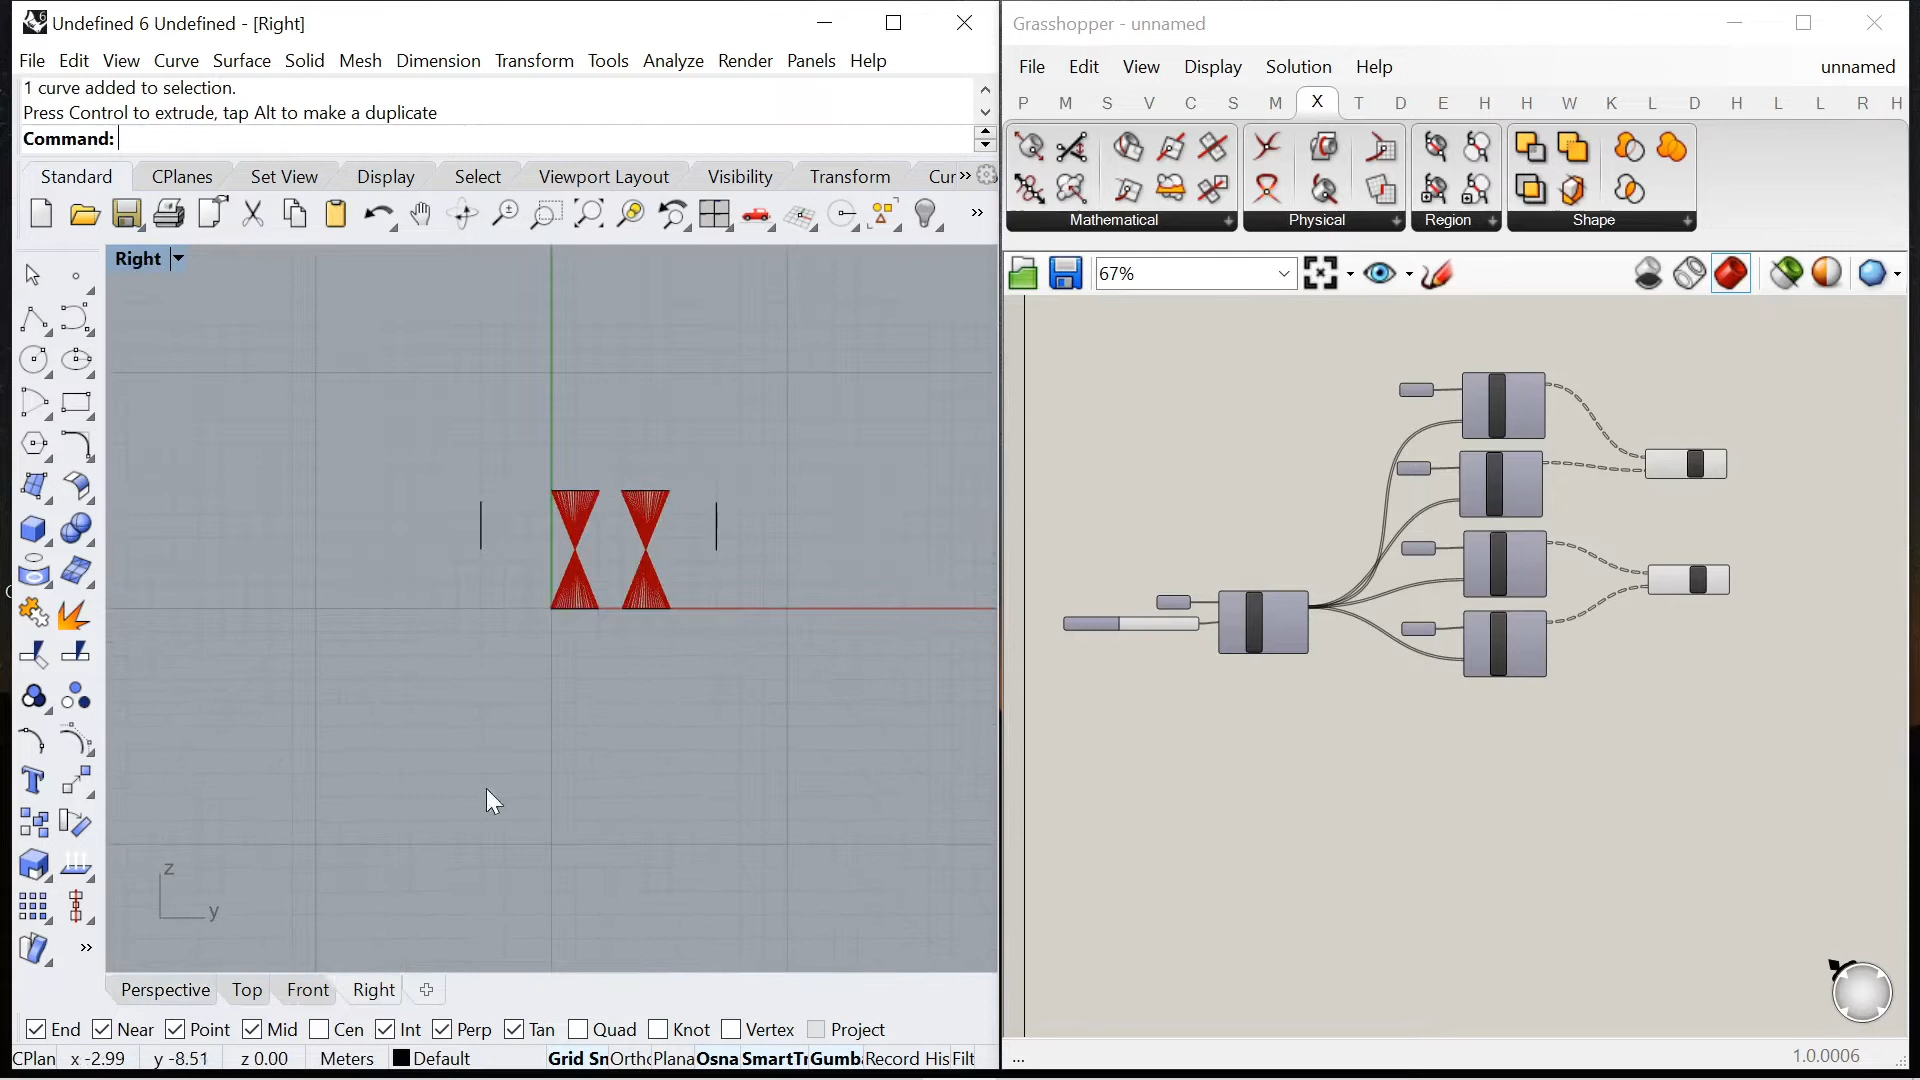 Undefined 6 Undefined - [Right]
File Edit View Curve Surface Solid Mesh Dimension Transform Tools Analyze Render Panels Help
1 curve added to selection.
Press Control to extrude, tap Alt to make a duplicate
Command:
Standard CPlanes Set View Display Select Viewport Layout Visibility Transform Cur »
Right
z
y
Perspective Top Front Right
End Near Point Mid Cen Int Perp Tan Quad Knot Vertex Project
CPlan x -2.99 y -8.51 z 0.00 Meters Default Grid Sn Ortho Plana Osna SmartTr Gumb Record His Filt
Grasshopper - unnamed
File Edit View Display Solution Help unnamed
P M S V C S M X T D E H H W K L D H L L R H
Mathematical Physical Region Shape
67%
... 1.0.0006